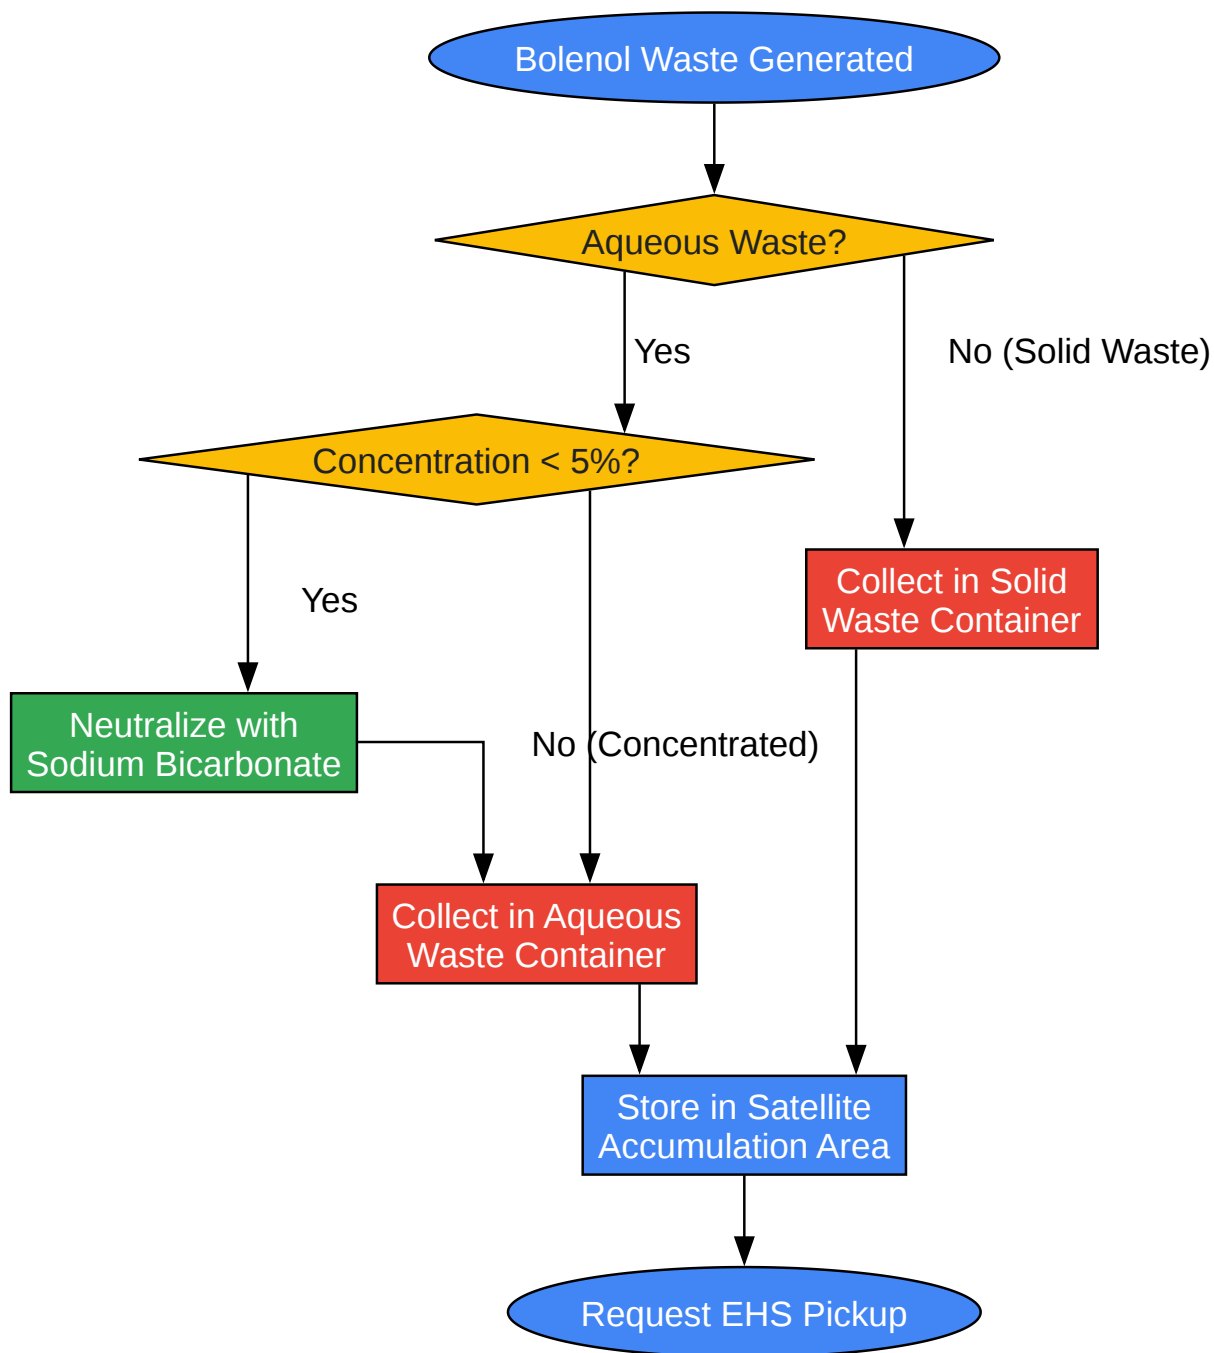 Bolenol Waste Generated
Aqueous Waste?
Yes
No (Solid Waste)
Concentration < 5%?
Collect in Solid
Waste Container
Yes
Neutralize with
Sodium Bicarbonate
No (Concentrated)
Collect in Aqueous
Waste Container
Store in Satellite
Accumulation Area
Request EHS Pickup